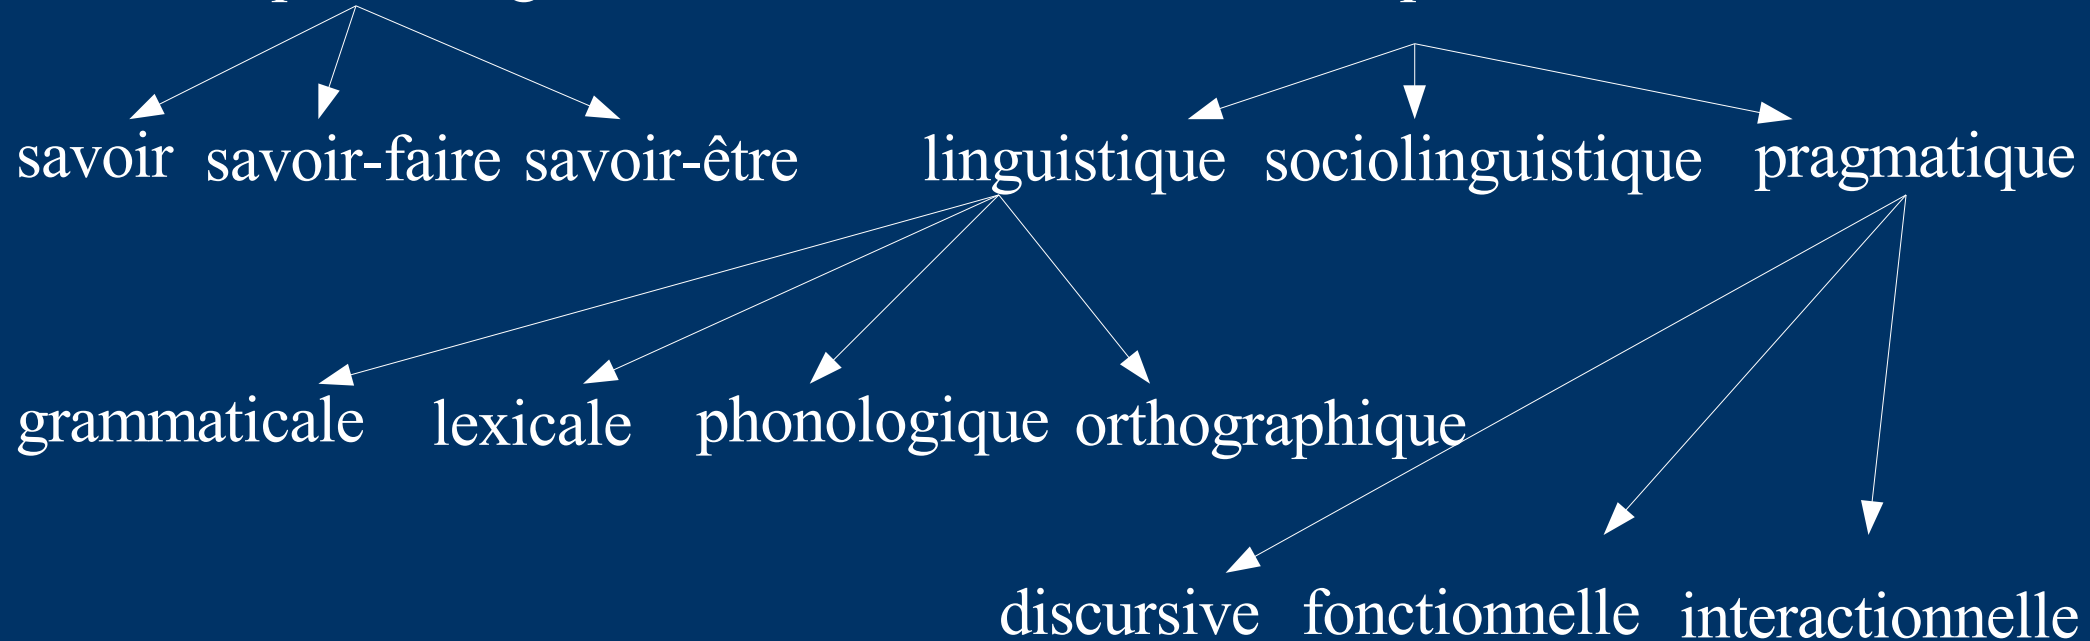 savoir savoir-faire savoir-être linguistique sociolinguistique pragmatique
grammaticale lexicale phonologique orthographique
discursive fonctionnelle interactionnelle